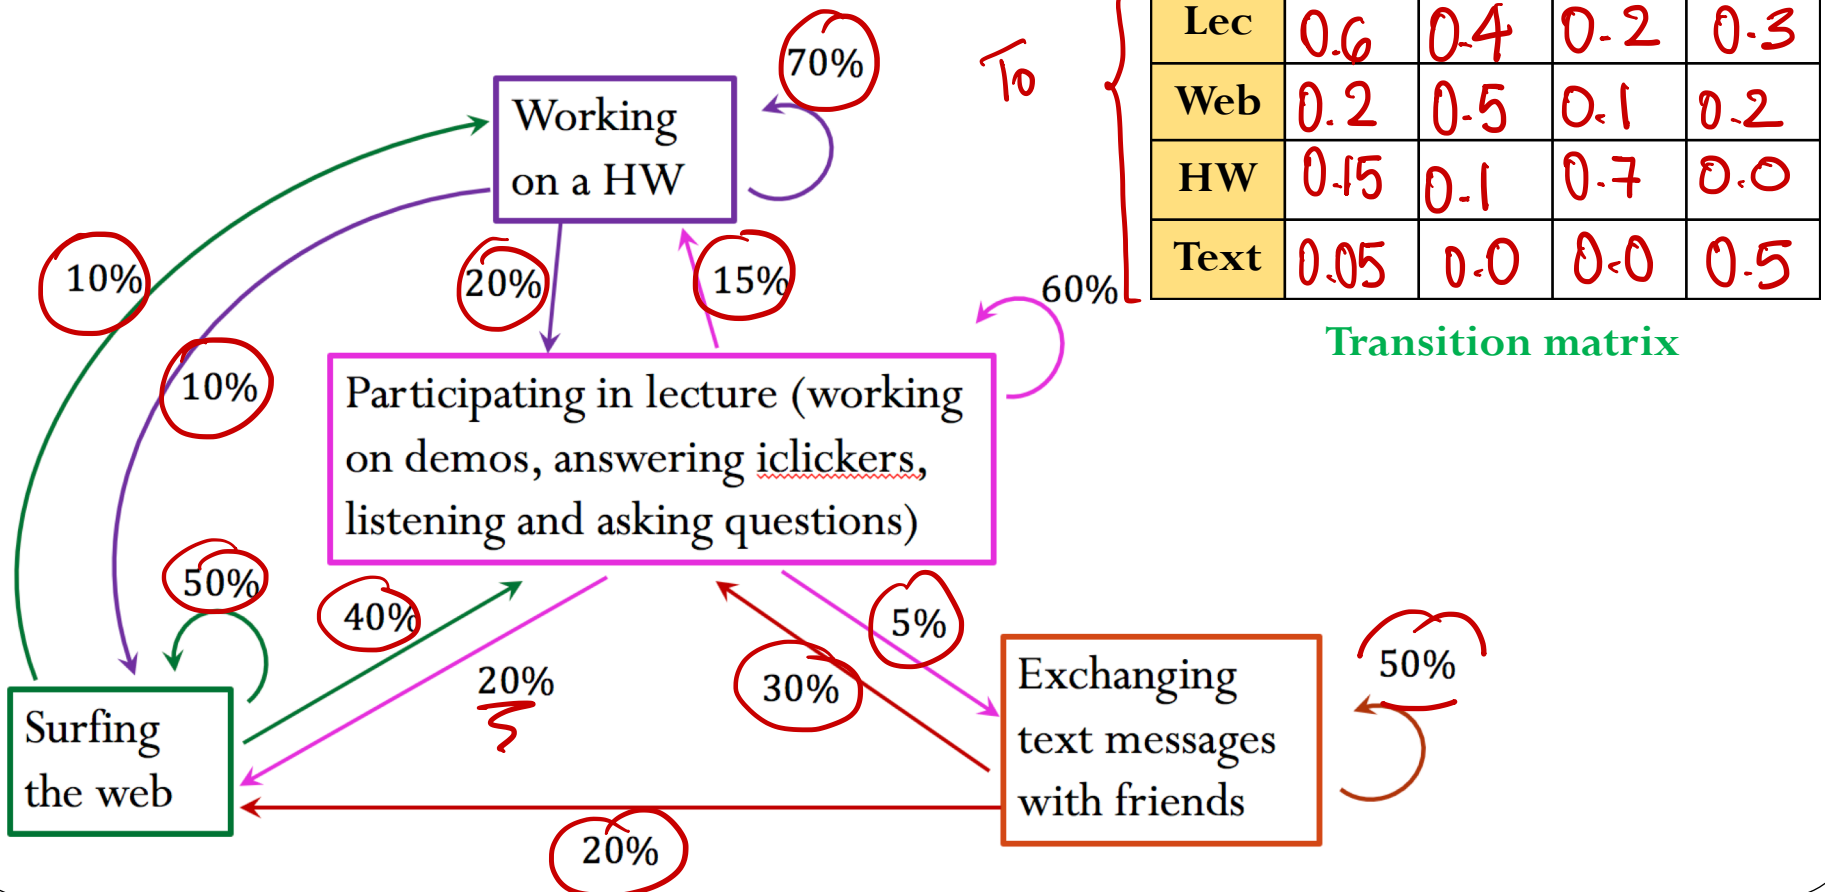 70%
To
Lec 0.6 0.4 0.2 0.3
Web 0.2 0.5 0.1 0.2
HW 0.15 0.1 0.7 0.0
Text 0.05 0.0 0.0 0.5
Transition matrix
Working
on a HW
10%
10%
20%
15%
60%
Participating in lecture (working
on demos, answering iclickers,
listening and asking questions)
50%
40%
20%
5%
30%
50%
Surfing
the web
Exchanging
text messages
with friends
20%